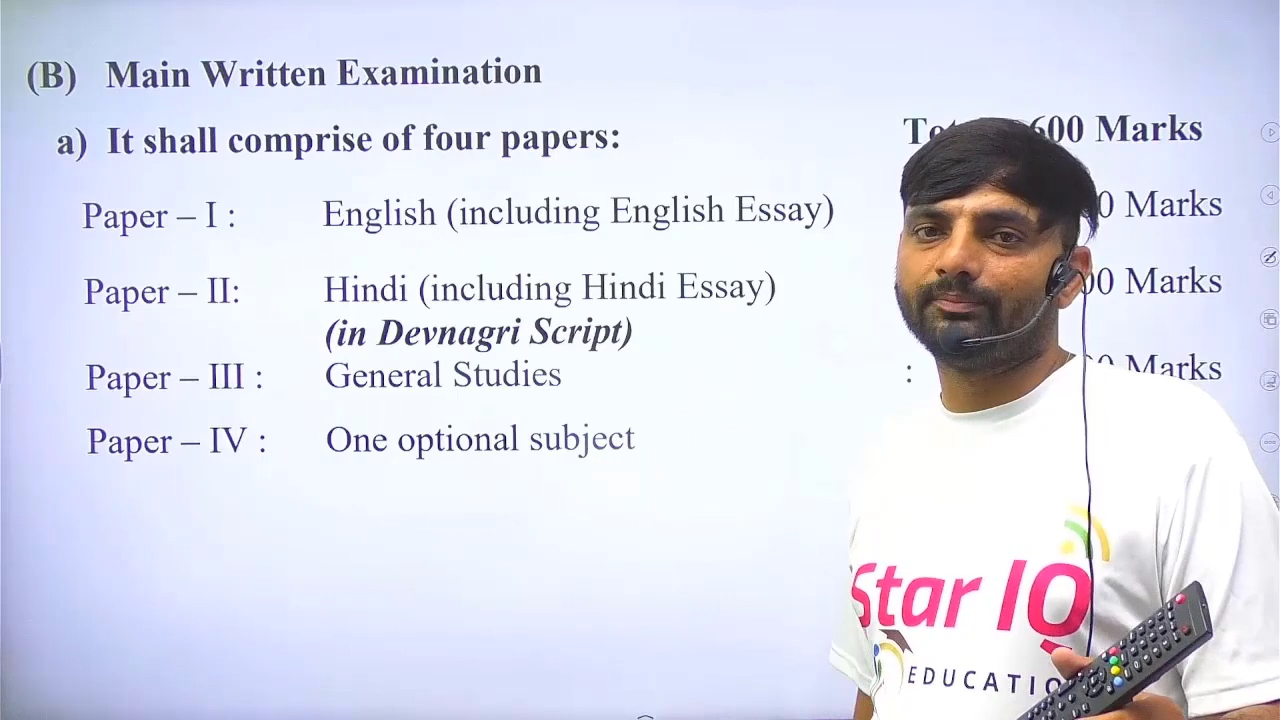 (B) Main Written Examination
a) It shall comprise of four papers: 600 Marks
Paper – I : English (including English Essay) Marks
Paper – II: Hindi (including Hindi Essay) Marks
(in Devnagri Script)
Paper – III : General Studies : Marks
Paper – IV : One optional subject
Star IQ
EDUCATIO